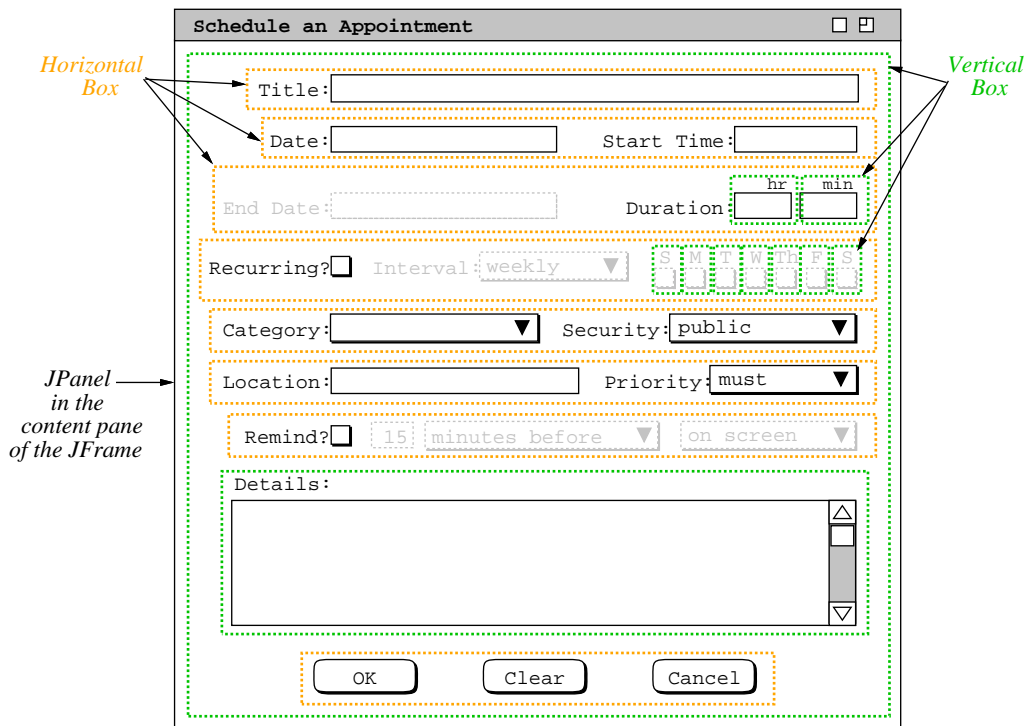 Schedule an Appointment
Horizontal
Box
Vertical
Box
Title:
Date: Start Time:
hr min
End Date: Duration
S M T W Th F S
Recurring? Interval: weekly
Category: Security: public
Location: Priority: must
JPanel
in the
content pane
of the JFrame
Remind? 15 minutes before on screen
Details:
OK Clear Cancel